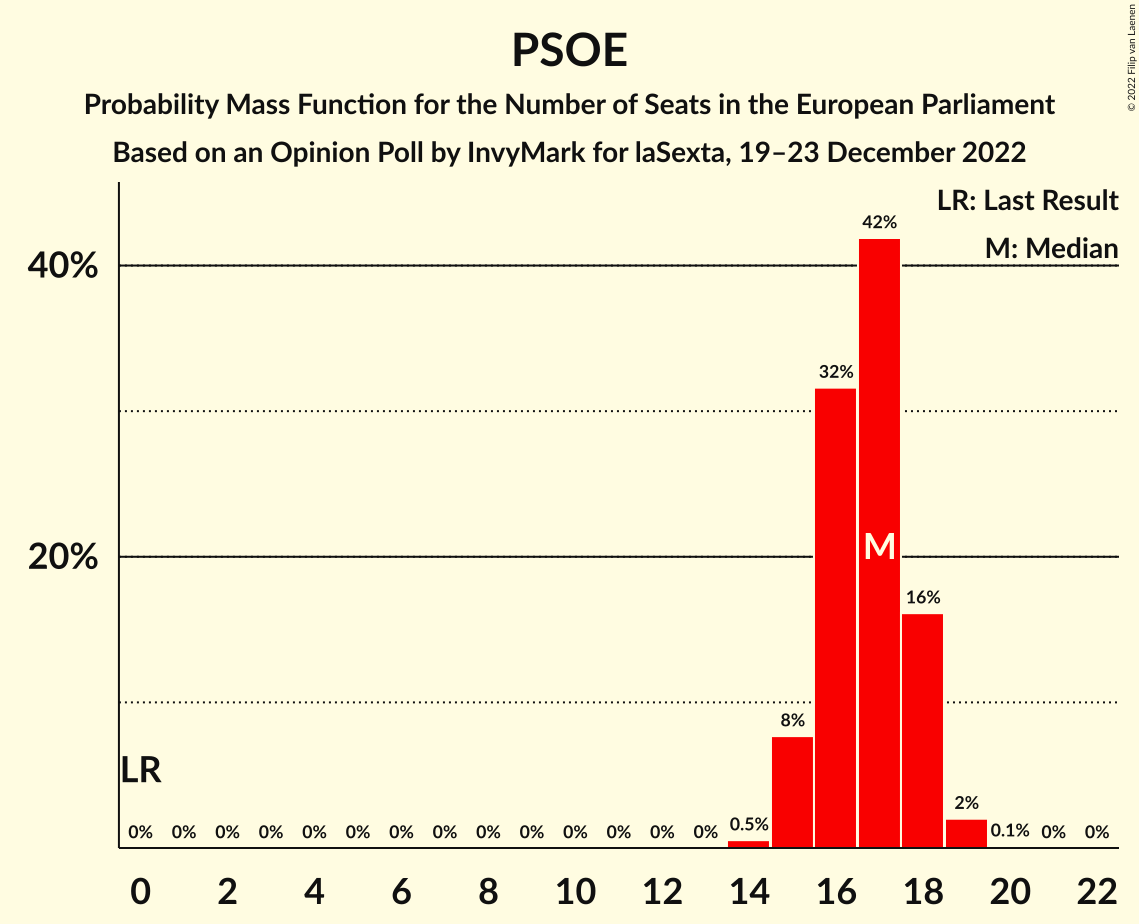 PSOE
Probability Mass Function for the Number of Seats in the European Parliament
Based on an Opinion Poll by InvyMark for laSexta, 19–23 December 2022
© 2022 Filip van Laenen
LR: Last Result
M: Median
42%
40%
32%
20%
M
16%
8%
LR
2%
0% 0% 0% 0% 0% 0% 0% 0% 0% 0% 0% 0% 0% 0% 0.5% 0.1% 0% 0%
0 2 4 6 8 10 12 14 16 18 20 22